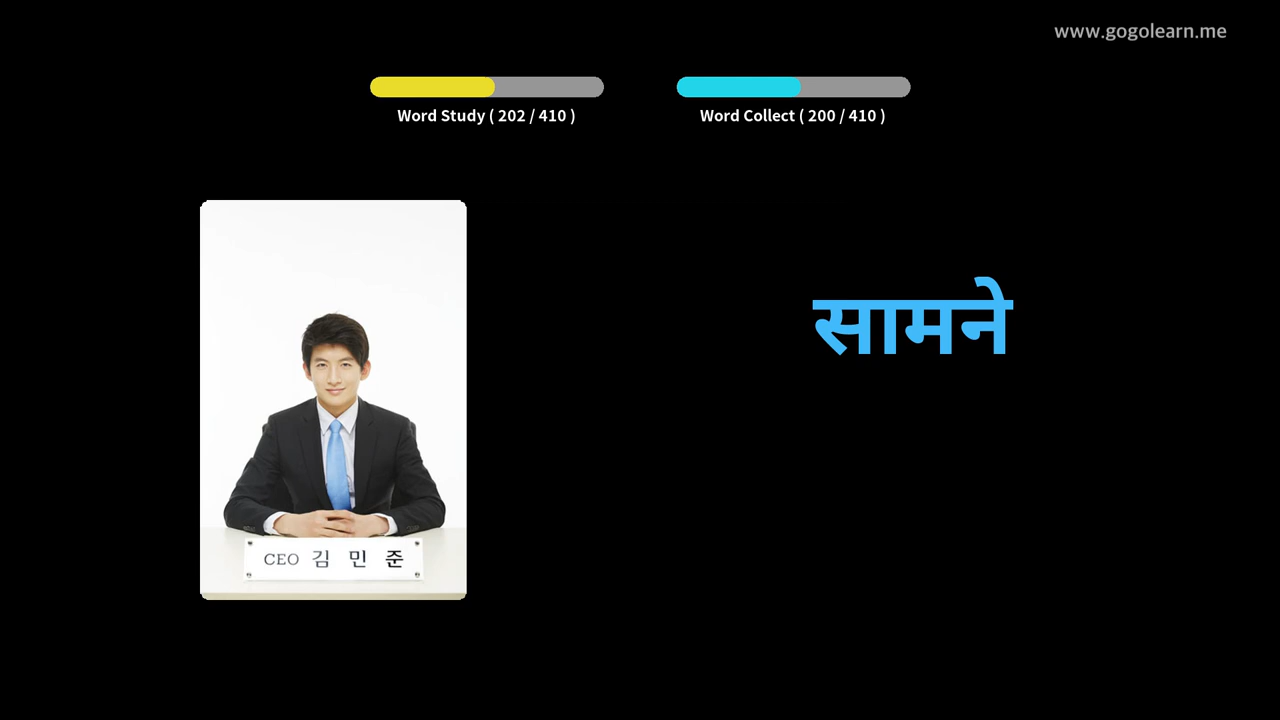 www.gogolearn.me
Word Study ( 202 / 410 )
Word Collect ( 200 / 410 )
सामने
CEO 김 민 준